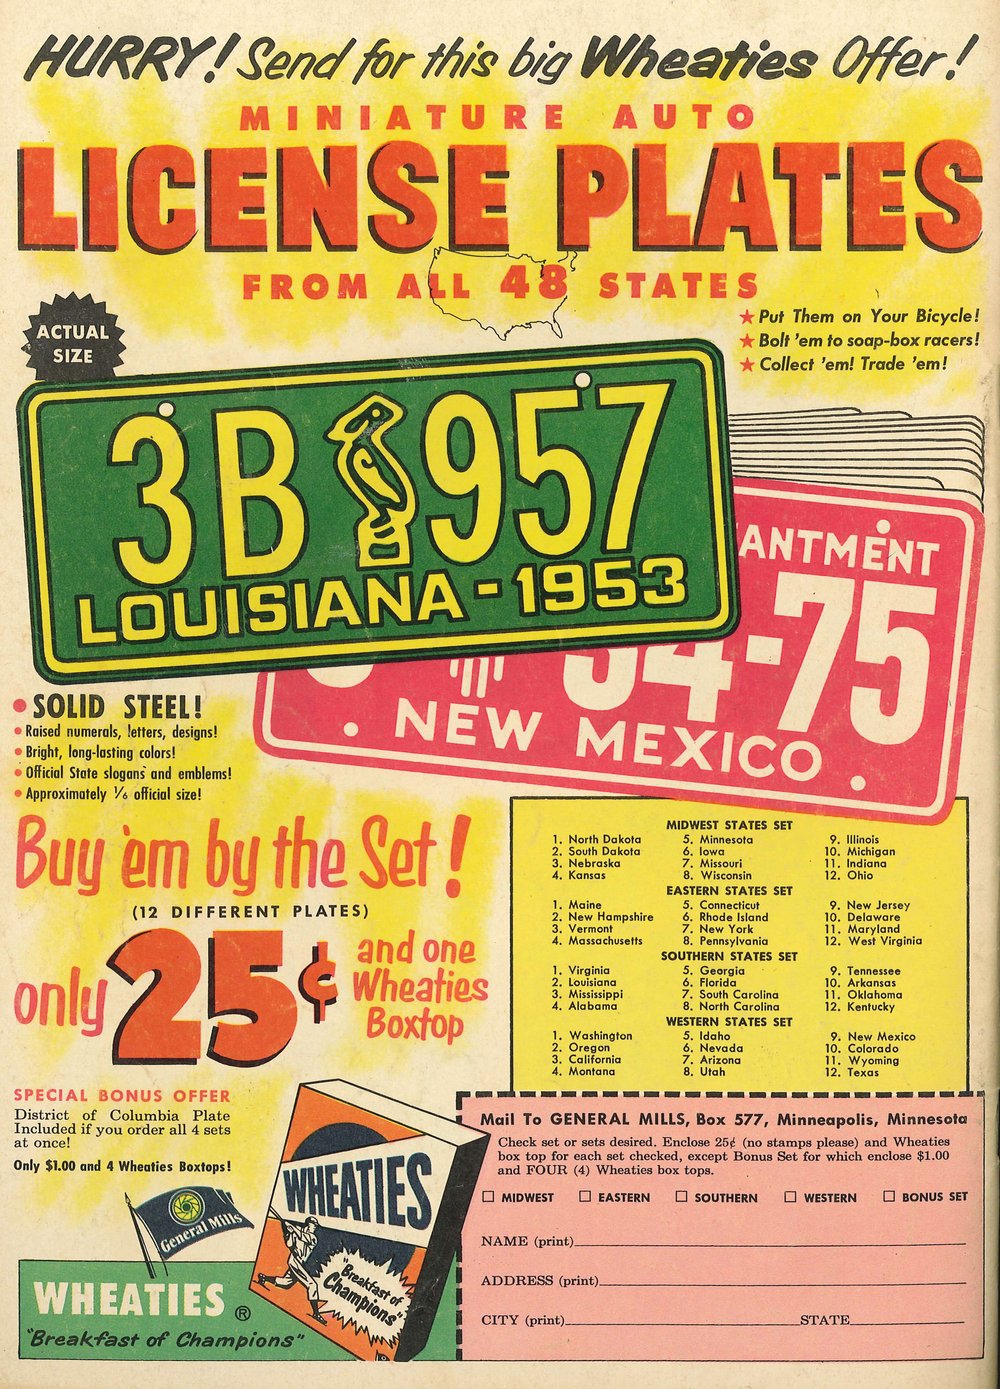 HURRY! Send for this big Wheaties Offer!
MINIATURE AUTO
LICENSE PLATES
FROM ALL 48 STATES
★ Put Them on Your Bicycle!
★ Bolt 'em to soap-box racers!
★ Collect 'em! Trade 'em!
ACTUAL
SIZE
3B 957
LOUISIANA - 1953
ANTMENT
54-75
NEW MEXICO
• SOLID STEEL!
• Raised numerals, letters, designs!
• Bright, long-lasting colors!
• Official State slogans and emblems!
• Approximately 1/6 official size!
Buy 'em by the Set!
(12 DIFFERENT PLATES)
only 25¢ and one
Wheaties
Boxtop
MIDWEST STATES SET
1. North Dakota 5. Minnesota 9. Illinois
2. South Dakota 6. Iowa 10. Michigan
3. Nebraska 7. Missouri 11. Indiana
4. Kansas 8. Wisconsin 12. Ohio
EASTERN STATES SET
1. Maine 5. Connecticut 9. New Jersey
2. New Hampshire 6. Rhode Island 10. Delaware
3. Vermont 7. New York 11. Maryland
4. Massachusetts 8. Pennsylvania 12. West Virginia
SOUTHERN STATES SET
1. Virginia 5. Georgia 9. Tennessee
2. Louisiana 6. Florida 10. Arkansas
3. Mississippi 7. South Carolina 11. Oklahoma
4. Alabama 8. North Carolina 12. Kentucky
WESTERN STATES SET
1. Washington 5. Idaho 9. New Mexico
2. Oregon 6. Nevada 10. Colorado
3. California 7. Arizona 11. Wyoming
4. Montana 8. Utah 12. Texas
SPECIAL BONUS OFFER
District of Columbia Plate
Included if you order all 4 sets
at once!
Only $1.00 and 4 Wheaties Boxtops!
General Mills
WHEATIES
"Breakfast of
Champions"
WHEATIES ®
"Breakfast of Champions"
Mail To GENERAL MILLS, Box 577, Minneapolis, Minnesota
Check set or sets desired. Enclose 25¢ (no stamps please) and Wheaties
box top for each set checked, except Bonus Set for which enclose $1.00
and FOUR (4) Wheaties box tops.
☐ MIDWEST ☐ EASTERN ☐ SOUTHERN ☐ WESTERN ☐ BONUS SET
NAME (print)
ADDRESS (print)
CITY (print) STATE